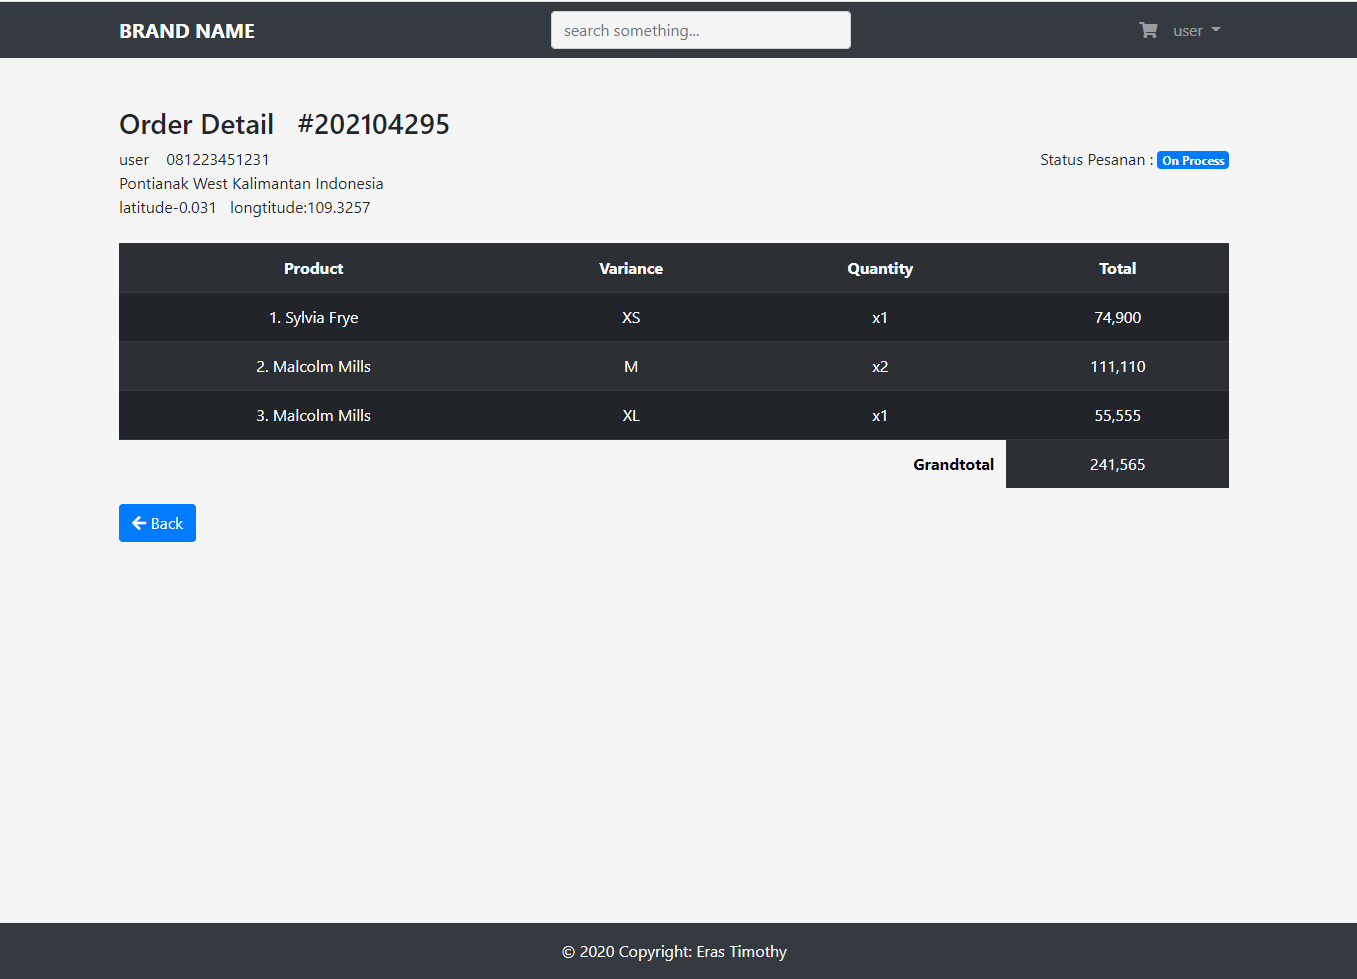 BRAND NAME search something... user
Order Detail #202104295
user 081223451231 Status Pesanan : On Process
Pontianak West Kalimantan Indonesia
latitude-0.031 longtitude:109.3257
Product Variance Quantity Total
1. Sylvia Frye XS x1 74,900
2. Malcolm Mills M x2 111,110
3. Malcolm Mills XL x1 55,555
Grandtotal 241,565
Back
© 2020 Copyright: Eras Timothy